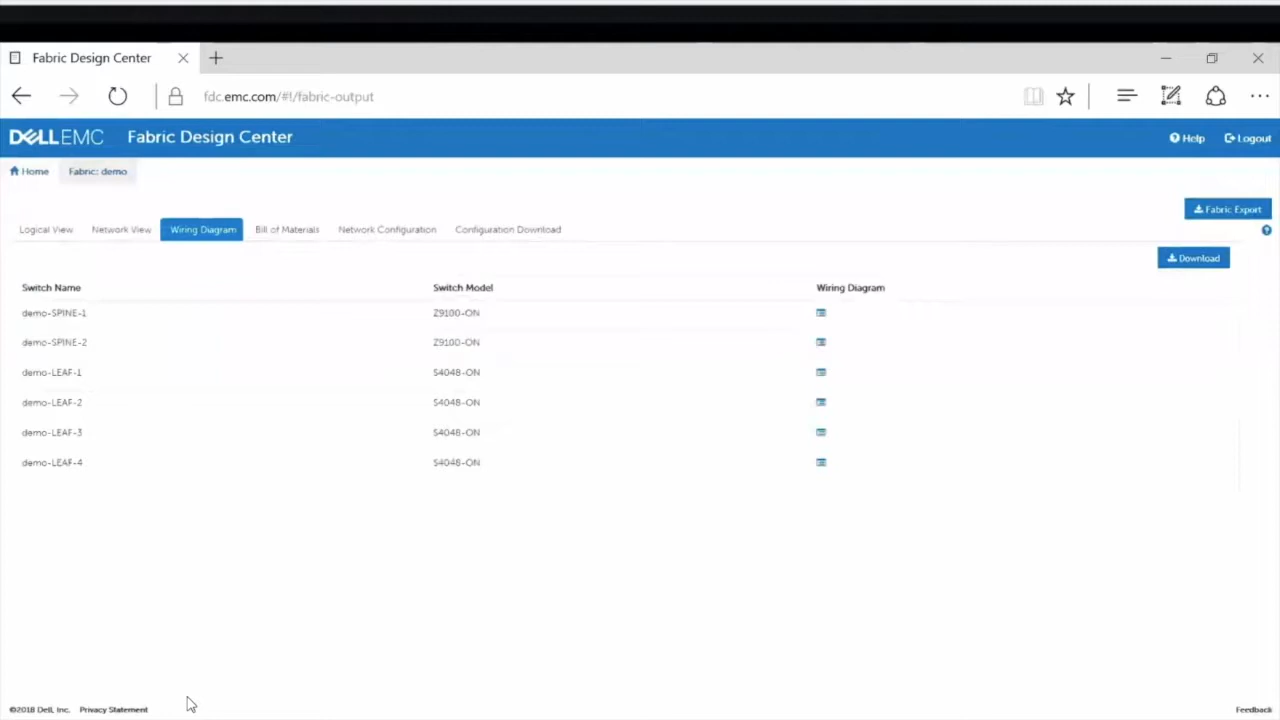 Fabric Design Center
fdc.emc.com/#!/fabric-output
DELLEMC Fabric Design Center
Help Logout
Home Fabric: demo
Fabric Export
Logical View Network View Wiring Diagram Bill of Materials Network Configuration Configuration Download
Download
Switch Name Switch Model Wiring Diagram
demo-SPINE-1 Z9100-ON
demo-SPINE-2 Z9100-ON
demo-LEAF-1 S4048-ON
demo-LEAF-2 S4048-ON
demo-LEAF-3 S4048-ON
demo-LEAF-4 S4048-ON
©2018 Dell, Inc. Privacy Statement Feedback